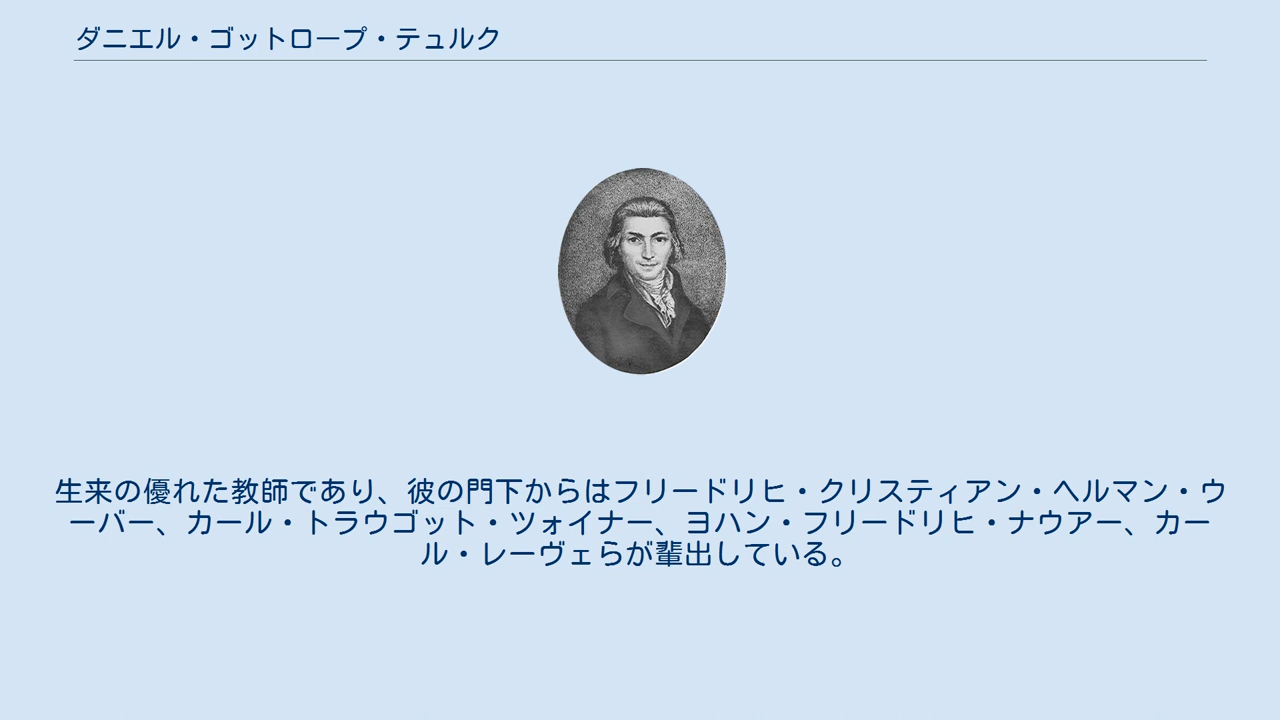 ダニエル・ゴットロープ・テュルク
生来の優れた教師であり、彼の門下からはフリードリヒ・クリスティアン・ヘルマン・ウ
ーバー、カール・トラウゴット・ツォイナー、ヨハン・フリードリヒ・ナウアー、カー
ル・レーヴェらが輩出している。